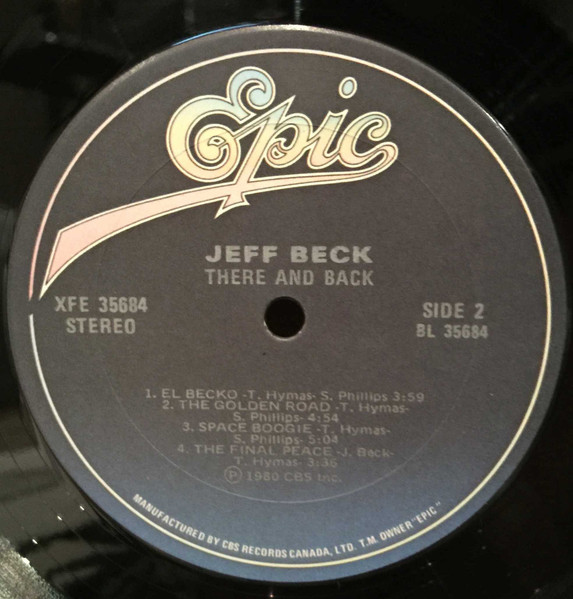 Epic
JEFF BECK
THERE AND BACK
XFE 35684
STEREO
SIDE 2
BL 35684
1. EL BECKO -T. Hymas- S. Phillips 3:59
2. THE GOLDEN ROAD -T. Hymas-
S. Phillips- 4:54
3. SPACE BOOGIE -T. Hymas-
S. Phillips- 5:04
4. THE FINAL PEACE -J. Beck-
T. Hymas- 3:36
Ⓟ 1980 CBS Inc.
MANUFACTURED BY CBS RECORDS CANADA, LTD. T.M. OWNER "EPIC"